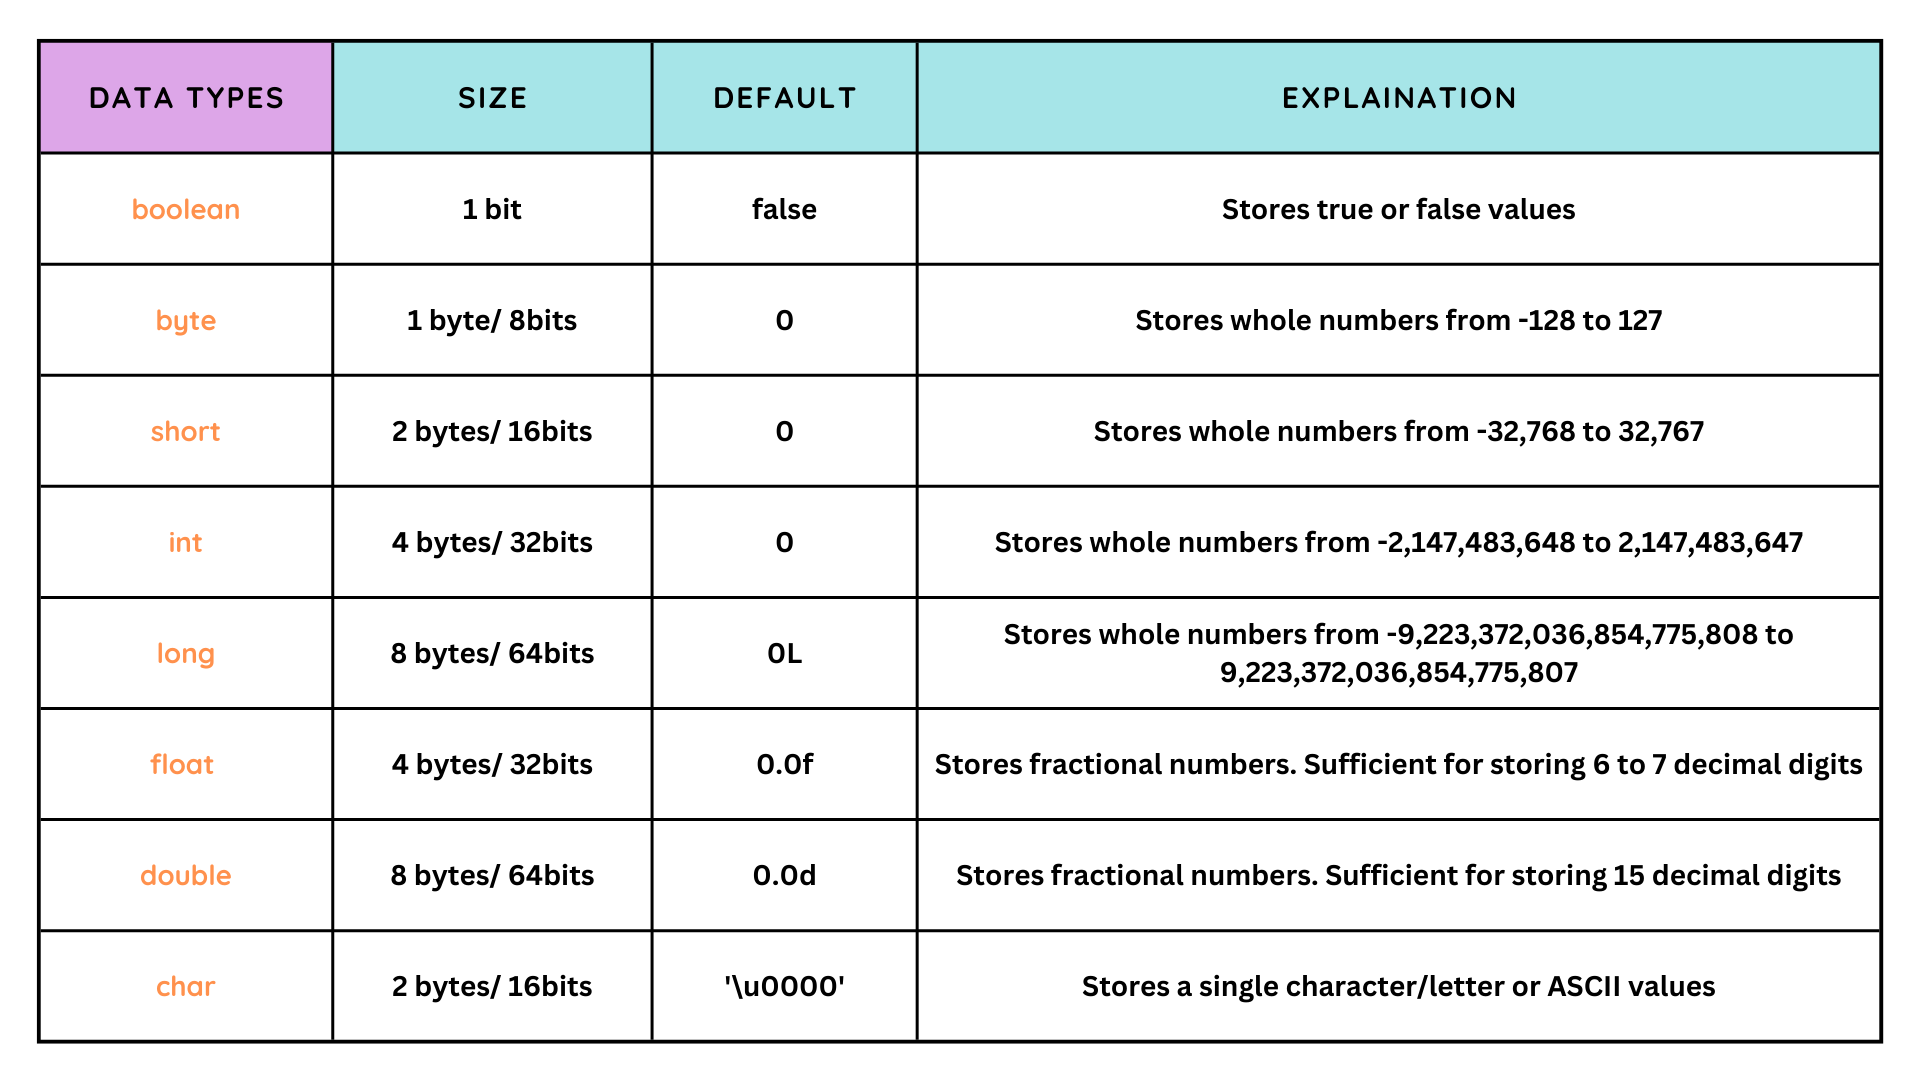 DATA TYPES SIZE DEFAULT EXPLAINATION
boolean 1 bit false Stores true or false values
byte 1 byte/ 8bits 0 Stores whole numbers from -128 to 127
short 2 bytes/ 16bits 0 Stores whole numbers from -32,768 to 32,767
int 4 bytes/ 32bits 0 Stores whole numbers from -2,147,483,648 to 2,147,483,647
long 8 bytes/ 64bits 0L Stores whole numbers from -9,223,372,036,854,775,808 to
9,223,372,036,854,775,807
float 4 bytes/ 32bits 0.0f Stores fractional numbers. Sufficient for storing 6 to 7 decimal digits
double 8 bytes/ 64bits 0.0d Stores fractional numbers. Sufficient for storing 15 decimal digits
char 2 bytes/ 16bits '\u0000' Stores a single character/letter or ASCII values